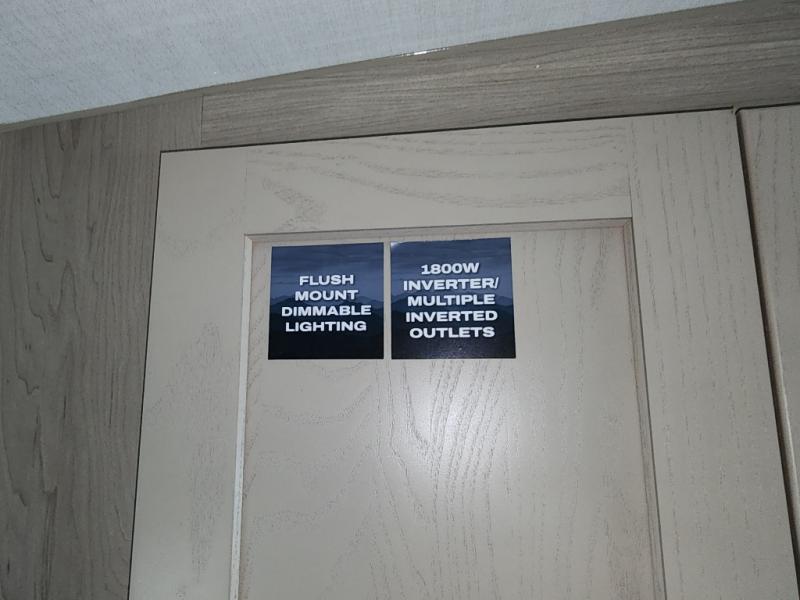 FLUSH
MOUNT
DIMMABLE
LIGHTING
1800W
INVERTER/
MULTIPLE
INVERTED
OUTLETS